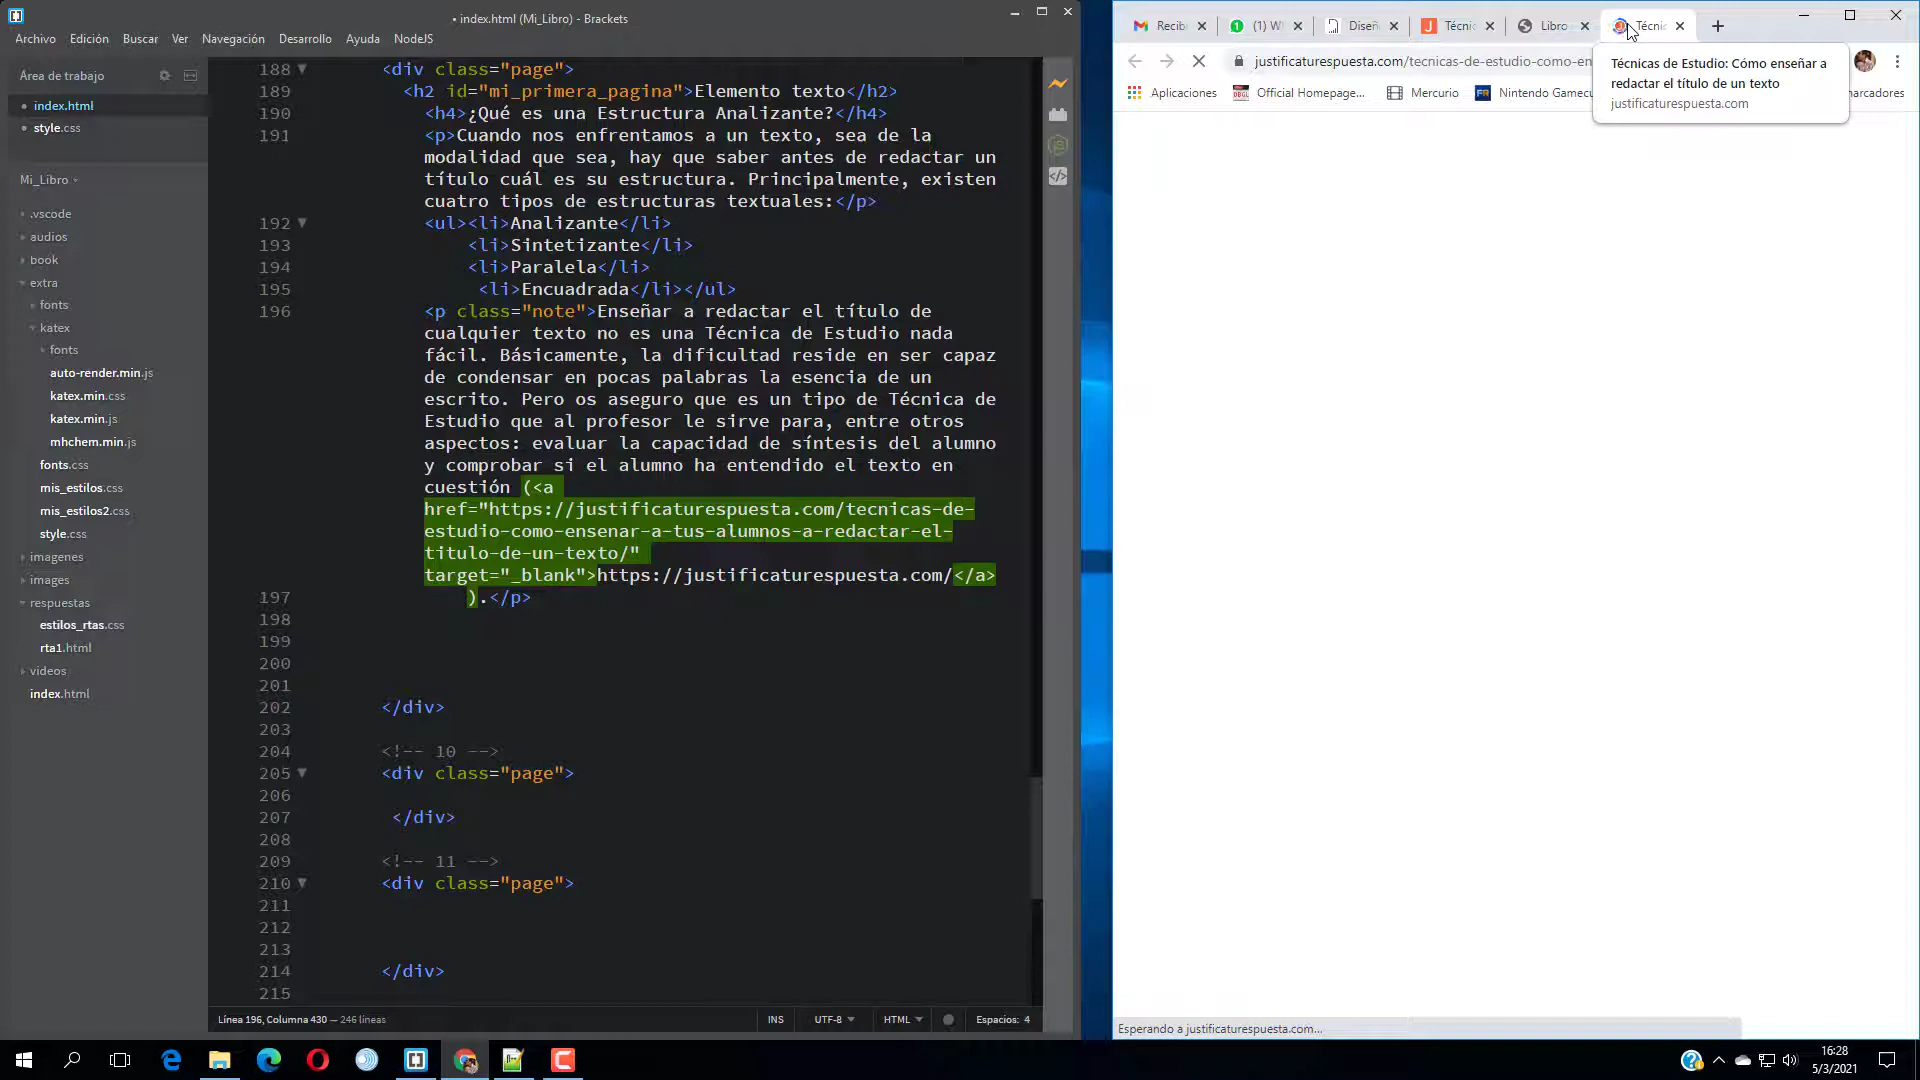 • index.html (Mi_Libro) - Brackets
Archivo Edición Buscar Ver Navegación Desarrollo Ayuda NodeJS
Área de trabajo
index.html
style.css
Mi_Libro
.vscode
audios
book
extra
fonts
katex
fonts
auto-render.min.js
katex.min.css
katex.min.js
mhchem.min.js
fonts.css
mis_estilos.css
mis_estilos2.css
style.css
imagenes
images
respuestas
estilos_rtas.css
rta1.html
videos
index.html
188 <div class="page">
189 <h2 id="mi_primera_pagina">Elemento texto</h2>
190 <h4>¿Qué es una Estructura Analizante?</h4>
191 <p>Cuando nos enfrentamos a un texto, sea de la
modalidad que sea, hay que saber antes de redactar un
título cuál es su estructura. Principalmente, existen
cuatro tipos de estructuras textuales:</p>
192 <ul><li>Analizante</li>
193 <li>Sintetizante</li>
194 <li>Paralela</li>
195 <li>Encuadrada</li></ul>
196 <p class="note">Enseñar a redactar el título de
cualquier texto no es una Técnica de Estudio nada
fácil. Básicamente, la dificultad reside en ser capaz
de condensar en pocas palabras la esencia de un
escrito. Pero os aseguro que es un tipo de Técnica de
Estudio que al profesor le sirve para, entre otros
aspectos: evaluar la capacidad de síntesis del alumno
y comprobar si el alumno ha entendido el texto en
cuestión (<a
href="https://justificaturespuesta.com/tecnicas-de-
estudio-como-ensenar-a-tus-alumnos-a-redactar-el-
titulo-de-un-texto/"
target="_blank">https://justificaturespuesta.com/</a>
197 ).</p>
198
199
200
201
202 </div>
203
204 <!-- 10 -->
205 <div class="page">
206
207 </div>
208
209 <!-- 11 -->
210 <div class="page">
211
212
213
214 </div>
215
Línea 196, Columna 430 — 246 líneas INS UTF-8 HTML Espacios: 4
Recib (1) W Diseñ Técni Libro Técnic
justificaturespuesta.com/tecnicas-de-estudio-como-en
Aplicaciones Official Homepage... Mercurio Nintendo Gamecu marcadores
Técnicas de Estudio: Cómo enseñar a
redactar el título de un texto
justificaturespuesta.com
Esperando a justificaturespuesta.com...
16:28
5/3/2021